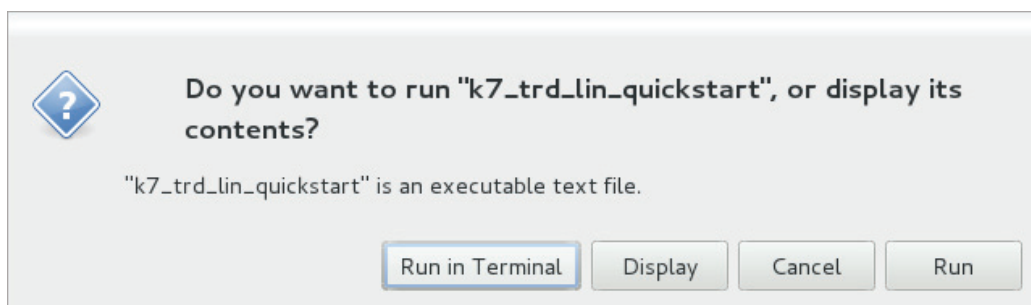 Do you want to run "k7_trd_lin_quickstart", or display its
contents?
"k7_trd_lin_quickstart" is an executable text file.
Run in Terminal
Display
Cancel
Run